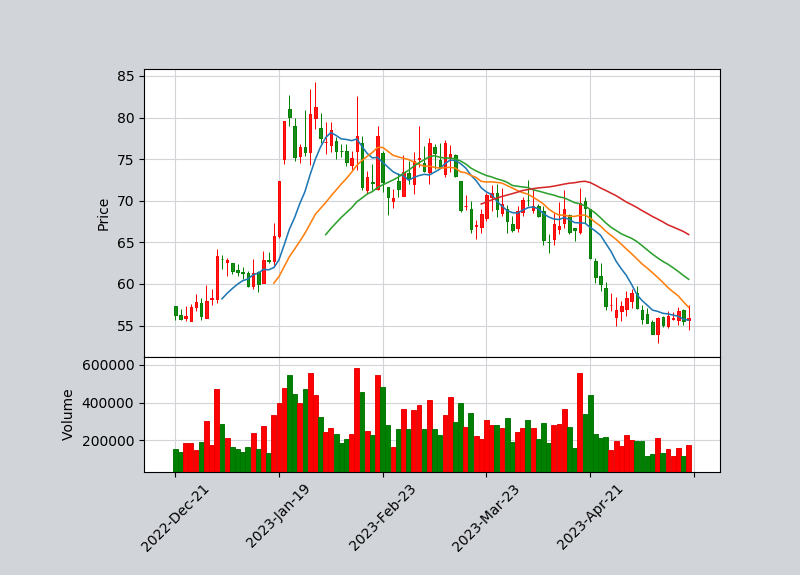 85
80
75
70
65
60
55
Price
600000
400000
200000
Volume
2022-Dec-21
2023-Jan-19
2023-Feb-23
2023-Mar-23
2023-Apr-21